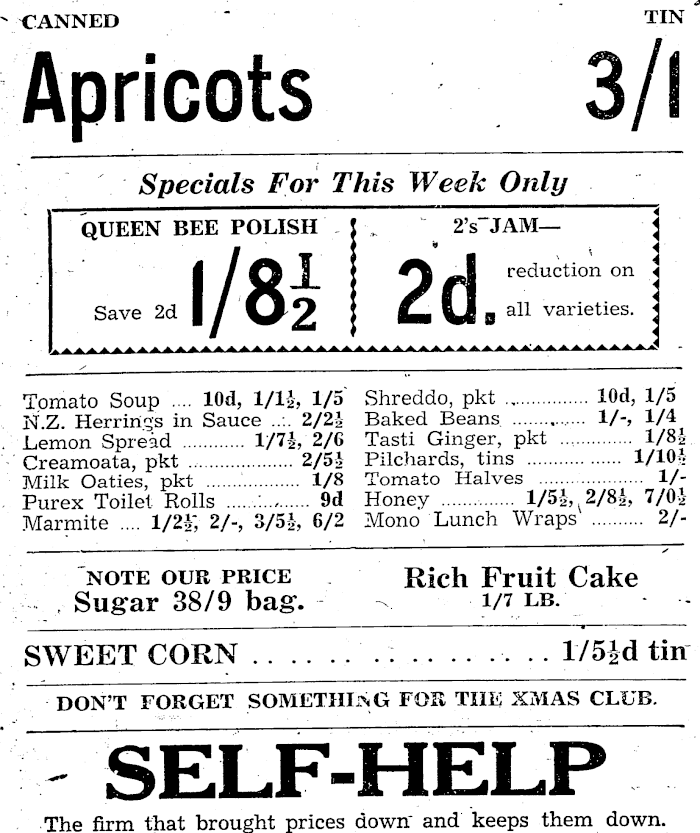 CANNED TIN
Apricots 3/1
Specials For This Week Only
QUEEN BEE POLISH
Save 2d 1/8½
2's JAM—
2d. reduction on
all varieties.
Tomato Soup .... 10d, 1/1½, 1/5
N.Z. Herrings in Sauce .... 2/2½
Lemon Spread ............ 1/7½, 2/6
Creamoata, pkt .................... 2/5½
Milk Oaties, pkt .................... 1/8
Purex Toilet Rolls ............... 9d
Marmite .... 1/2½, 2/-, 3/5½, 6/2
Shreddo, pkt ............... 10d, 1/5
Baked Beans .............. 1/-, 1/4
Tasti Ginger, pkt ............. 1/8½
Pilchards, tins ................... 1/10½
Tomato Halves .................... 1/-
Honey .............. 1/5½, 2/8½, 7/0½
Mono Lunch Wraps .......... 2/-
NOTE OUR PRICE
Sugar 38/9 bag.
Rich Fruit Cake
1/7 LB.
SWEET CORN .................. 1/5½d tin
DON'T FORGET SOMETHING FOR THE XMAS CLUB.
SELF-HELP
The firm that brought prices down and keeps them down.